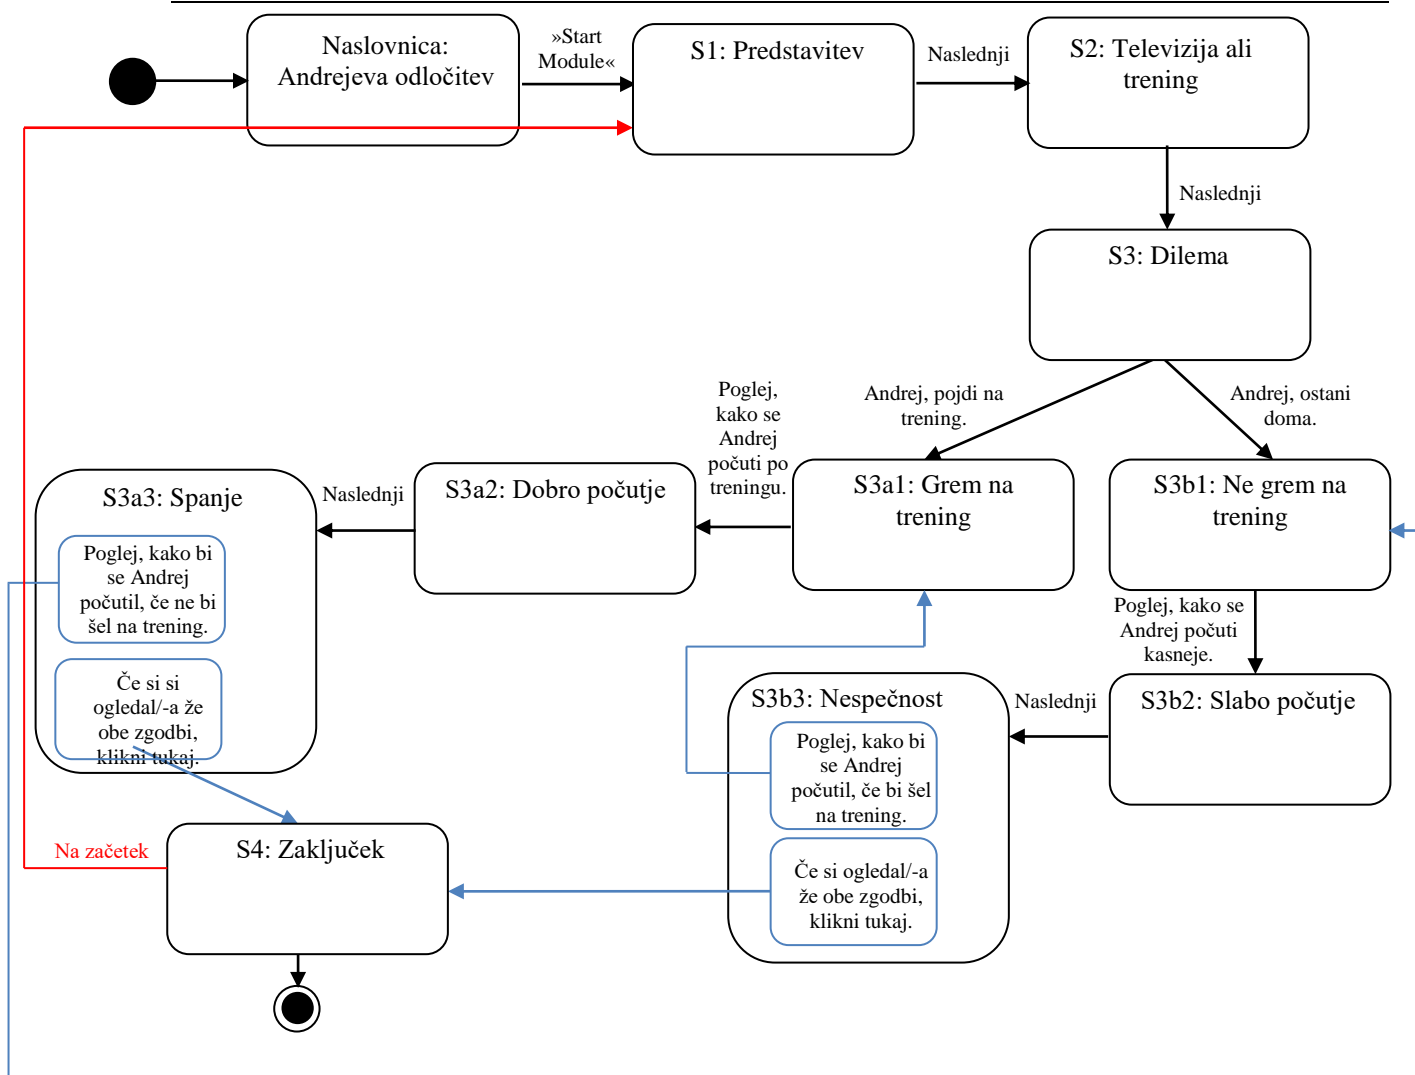 Naslovnica:
Andrejeva odločitev
»Start
Module«
S1: Predstavitev
Naslednji
S2: Televizija ali
trening
Naslednji
S3: Dilema
Andrej, pojdi na
trening.
Andrej, ostani
doma.
Poglej,
kako se
Andrej
počuti po
treningu.
S3a1: Grem na
trening
S3b1: Ne grem na
trening
S3a2: Dobro počutje
Naslednji
S3a3: Spanje
Poglej, kako bi
se Andrej
počutil, če ne bi
šel na trening.
Če si si
ogledal/-a že
obe zgodbi,
klikni tukaj.
Poglej, kako se
Andrej počuti
kasneje.
S3b2: Slabo počutje
Naslednji
S3b3: Nespečnost
Poglej, kako bi
se Andrej
počutil, če bi šel
na trening.
Če si ogledal/-a
že obe zgodbi,
klikni tukaj.
S4: Zaključek
Na začetek